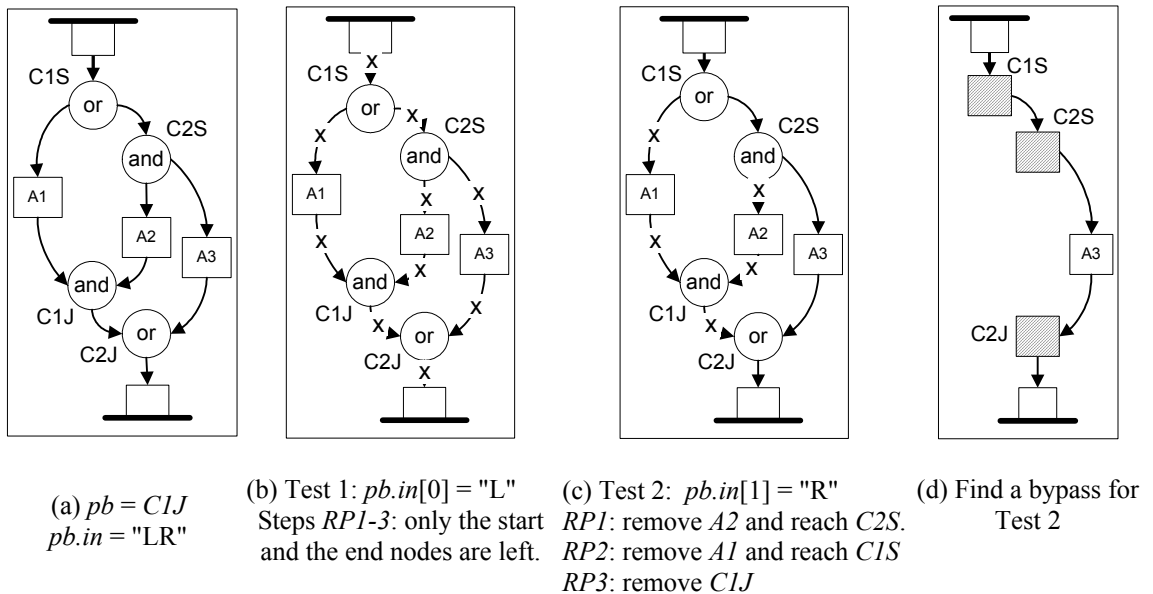 C1S
or
C2S
and
A1
A2
A3
and
C1J
or
C2J
x
C1S
or
x
x
C2S
and
A1
x
x
A2
x
x
A3
and
C1J
x
x
or
C2J
x
C1S
or
x
C2S
and
A1
x
A2
x
x
A3
and
C1J
x
or
C2J
C1S
C2S
A3
C2J
(a) pb = C1J
pb.in = "LR"
(b) Test 1: pb.in[0] = "L"
Steps RP1-3: only the start
and the end nodes are left.
(c) Test 2: pb.in[1] = "R"
RP1: remove A2 and reach C2S.
RP2: remove A1 and reach C1S
RP3: remove C1J
(d) Find a bypass for
Test 2